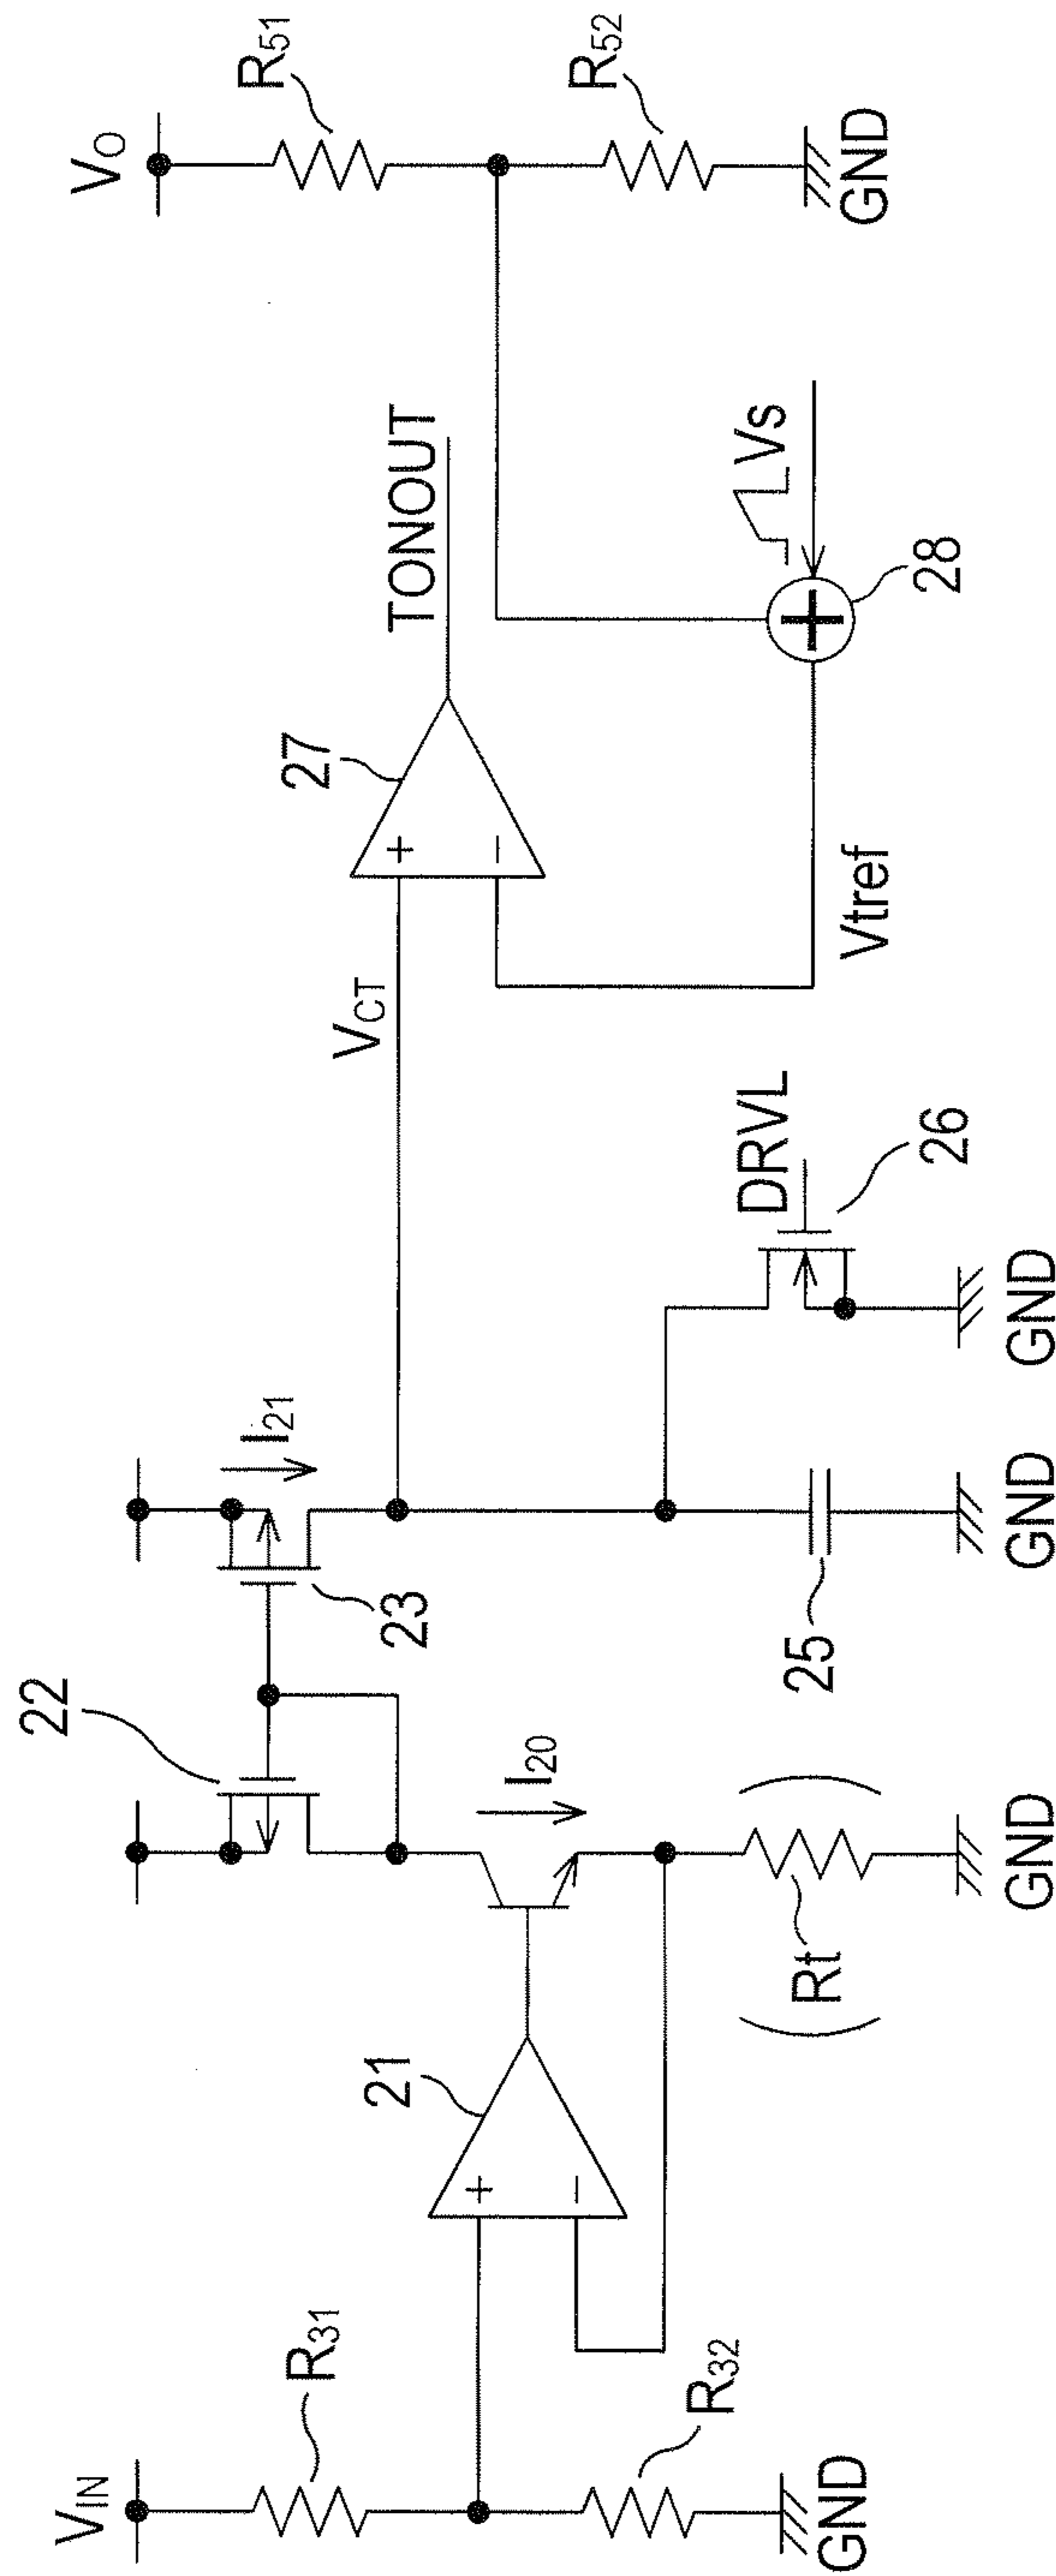 V_IN
R_31
R_32
GND
21
22
23
I_20
I_21
(Rt)
GND
25
GND
DRVL
26
GND
V_CT
27
+
−
+
−
TONOUT
Vtref
+
28
Vs
V_O
R_51
R_52
GND